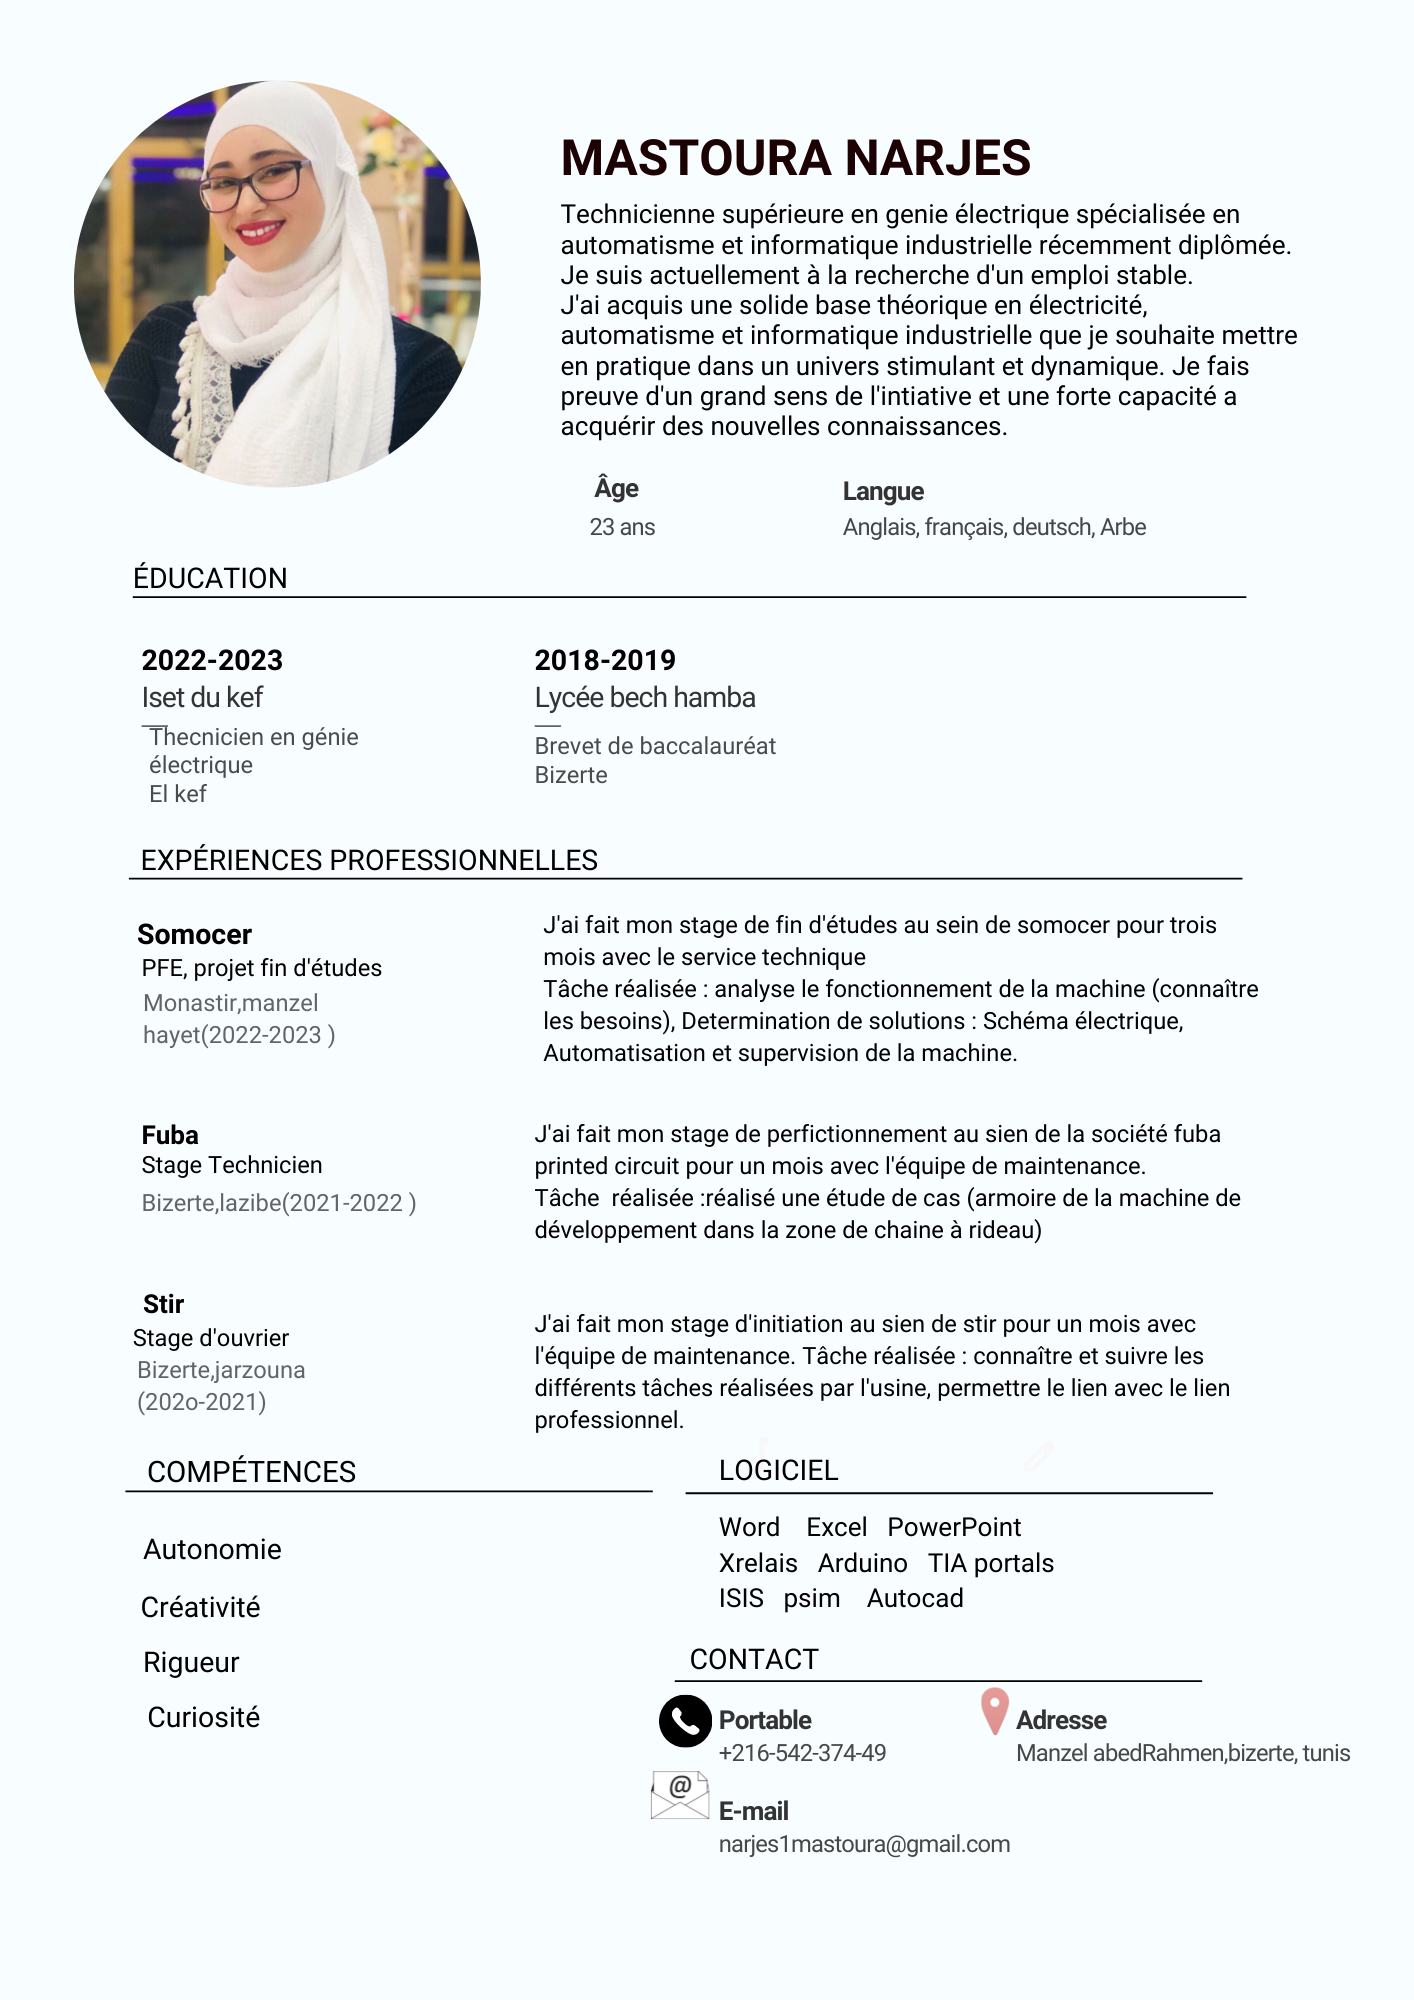 MASTOURA NARJES
Technicienne supérieure en genie électrique spécialisée en
automatisme et informatique industrielle récemment diplômée.
Je suis actuellement à la recherche d'un emploi stable.
J'ai acquis une solide base théorique en électricité,
automatisme et informatique industrielle que je souhaite mettre
en pratique dans un univers stimulant et dynamique. Je fais
preuve d'un grand sens de l'intiative et une forte capacité a
acquérir des nouvelles connaissances.
Âge
23 ans
Langue
Anglais, français, deutsch, Arbe
ÉDUCATION
2022-2023
Iset du kef
Thecnicien en génie
électrique
El kef
2018-2019
Lycée bech hamba
Brevet de baccalauréat
Bizerte
EXPÉRIENCES PROFESSIONNELLES
Somocer
PFE, projet fin d'études
Monastir,manzel
hayet(2022-2023 )
J'ai fait mon stage de fin d'études au sein de somocer pour trois
mois avec le service technique
Tâche réalisée : analyse le fonctionnement de la machine (connaître
les besoins), Determination de solutions : Schéma électrique,
Automatisation et supervision de la machine.
Fuba
Stage Technicien
Bizerte,lazibe(2021-2022 )
J'ai fait mon stage de perfictionnement au sien de la société fuba
printed circuit pour un mois avec l'équipe de maintenance.
Tâche  réalisée :réalisé une étude de cas (armoire de la machine de
développement dans la zone de chaine à rideau)
Stir
Stage d'ouvrier
Bizerte,jarzouna
(202o-2021)
J'ai fait mon stage d'initiation au sien de stir pour un mois avec
l'équipe de maintenance. Tâche réalisée : connaître et suivre les
différents tâches réalisées par l'usine, permettre le lien avec le lien
professionnel.
COMPÉTENCES
Autonomie
Créativité
Rigueur
Curiosité
LOGICIEL
Word    Excel   PowerPoint
Xrelais   Arduino   TIA portals
ISIS   psim    Autocad
CONTACT
Portable
+216-542-374-49
Adresse
Manzel abedRahmen,bizerte, tunis
@
E-mail
narjes1mastoura@gmail.com